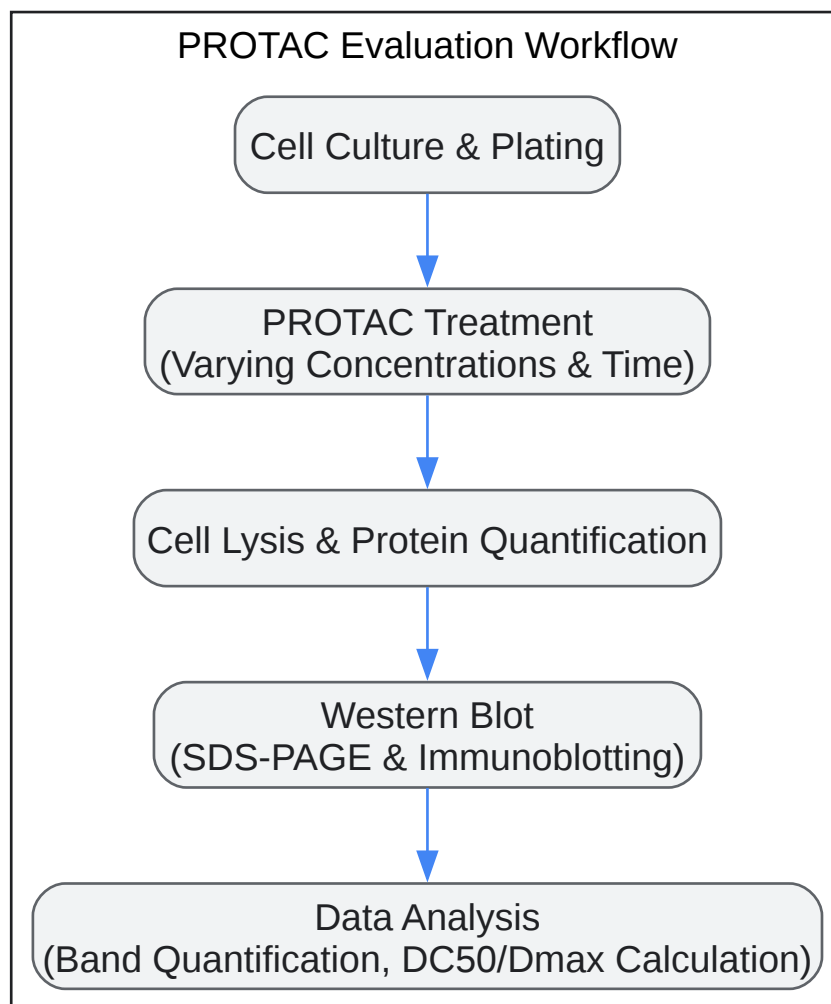 PROTAC Evaluation Workflow
Cell Culture & Plating
PROTAC Treatment
(Varying Concentrations & Time)
Cell Lysis & Protein Quantification
Western Blot
(SDS-PAGE & Immunoblotting)
Data Analysis
(Band Quantification, DC50/Dmax Calculation)